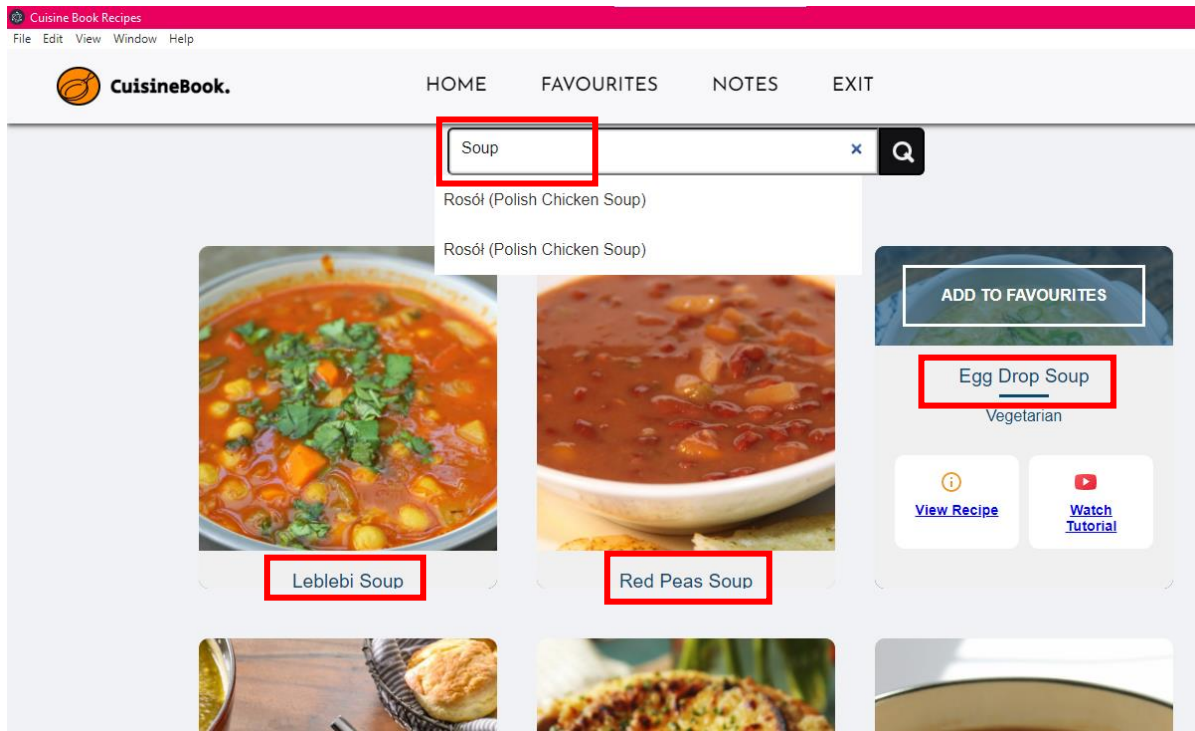 Cuisine Book Recipes
File Edit View Window Help
CuisineBook.
HOME FAVOURITES NOTES EXIT
Soup
Rosół (Polish Chicken Soup)
Rosół (Polish Chicken Soup)
ADD TO FAVOURITES
Egg Drop Soup
Vegetarian
View Recipe
Watch
Tutorial
Leblebi Soup
Red Peas Soup